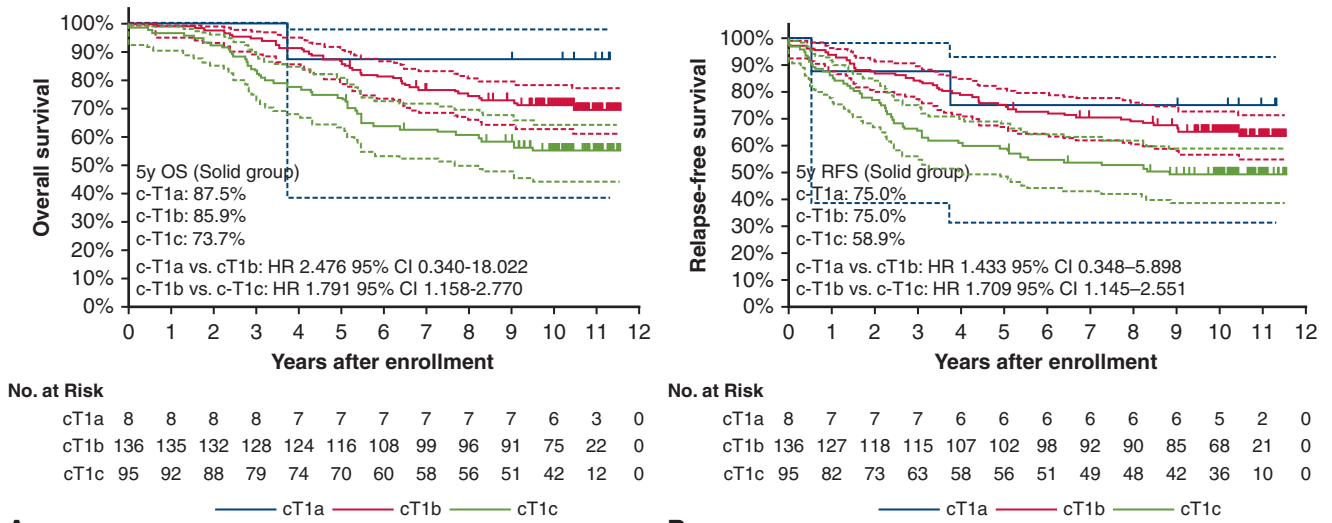 Overall survival
100%
90%
80%
70%
60%
50%
40%
30%
20%
10%
0%
5y OS (Solid group)
c-T1a: 87.5%
c-T1b: 85.9%
c-T1c: 73.7%
c-T1a vs. cT1b: HR 2.476 95% CI 0.340-18.022
c-T1b vs. c-T1c: HR 1.791 95% CI 1.158-2.770
0 1 2 3 4 5 6 7 8 9 10 11 12
Years after enrollment
No. at Risk
cT1a 8 8 8 8 7 7 7 7 7 7 6 3 0
cT1b 136 135 132 128 124 116 108 99 96 91 75 22 0
cT1c 95 92 88 79 74 70 60 58 56 51 42 12 0
cT1a cT1b cT1c
Relapse-free survival
100%
90%
80%
70%
60%
50%
40%
30%
20%
10%
0%
5y RFS (Solid group)
c-T1a: 75.0%
c-T1b: 75.0%
c-T1c: 58.9%
c-T1a vs. cT1b: HR 1.433 95% CI 0.348–5.898
c-T1b vs. c-T1c: HR 1.709 95% CI 1.145–2.551
0 1 2 3 4 5 6 7 8 9 10 11 12
Years after enrollment
No. at Risk
cT1a 8 7 7 7 6 6 6 6 6 6 5 2 0
cT1b 136 127 118 115 107 102 98 92 90 85 68 21 0
cT1c 95 82 73 63 58 56 51 49 48 42 36 10 0
cT1a cT1b cT1c